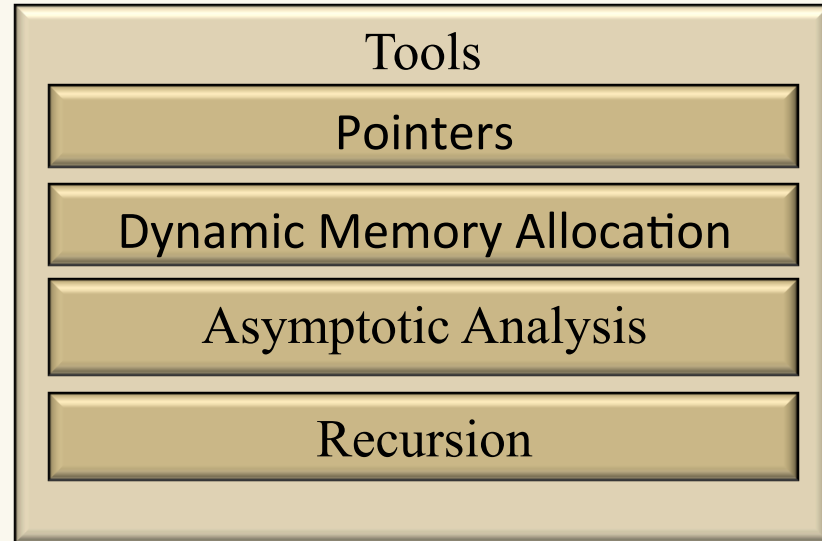 Tools
Pointers
Dynamic Memory Allocation
Asymptotic Analysis
Recursion